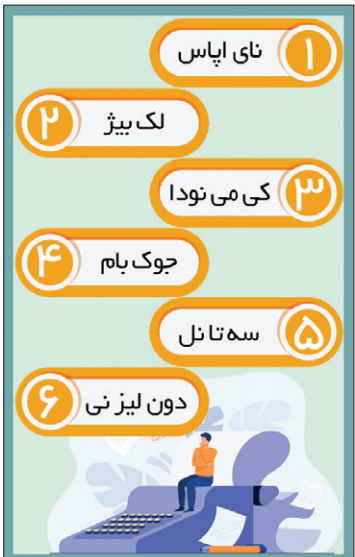 ۱ نای اپاس
۲ لک بیژ
۳ کی می نودا
۴ جوک بام
۵ سه تا نل
۶ دون لیز نی